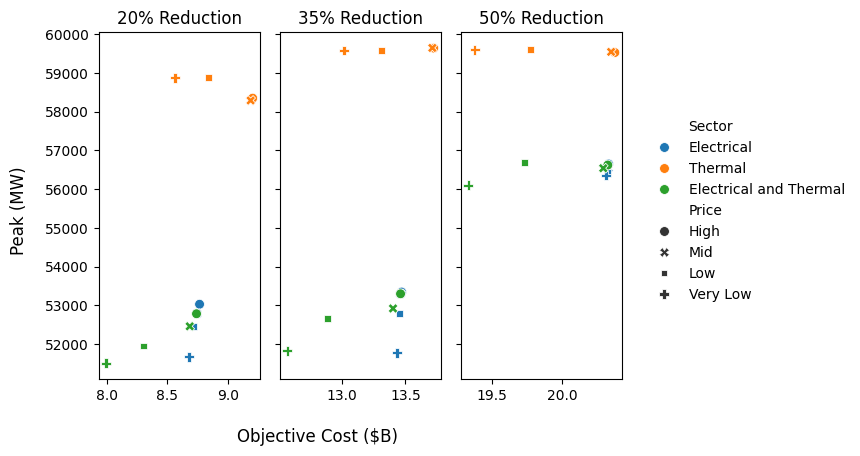 20% Reduction 35% Reduction 50% Reduction
60000
59000
58000
57000
56000
55000
54000
53000
52000
Peak (MW)
8.0 8.5 9.0 13.0 13.5 19.5 20.0
Objective Cost ($B)
Sector
Electrical
Thermal
Electrical and Thermal
Price
High
Mid
Low
Very Low